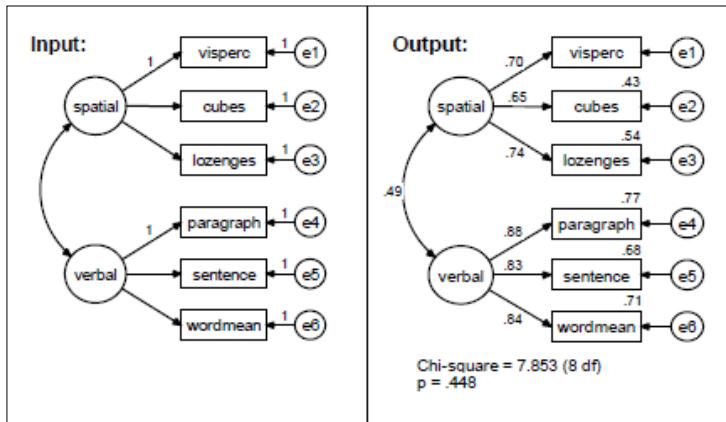 Input:
1
visperc
1
e1
spatial
cubes
1
e2
lozenges
1
e3
1
paragraph
1
e4
verbal
sentence
1
e5
wordmean
1
e6
Output:
.70
visperc
e1
spatial
.65
.43
cubes
e2
.74
.54
lozenges
e3
.49
.77
.88
paragraph
e4
verbal
.83
.68
sentence
e5
.84
.71
wordmean
e6
Chi-square = 7.853 (8 df)
p = .448